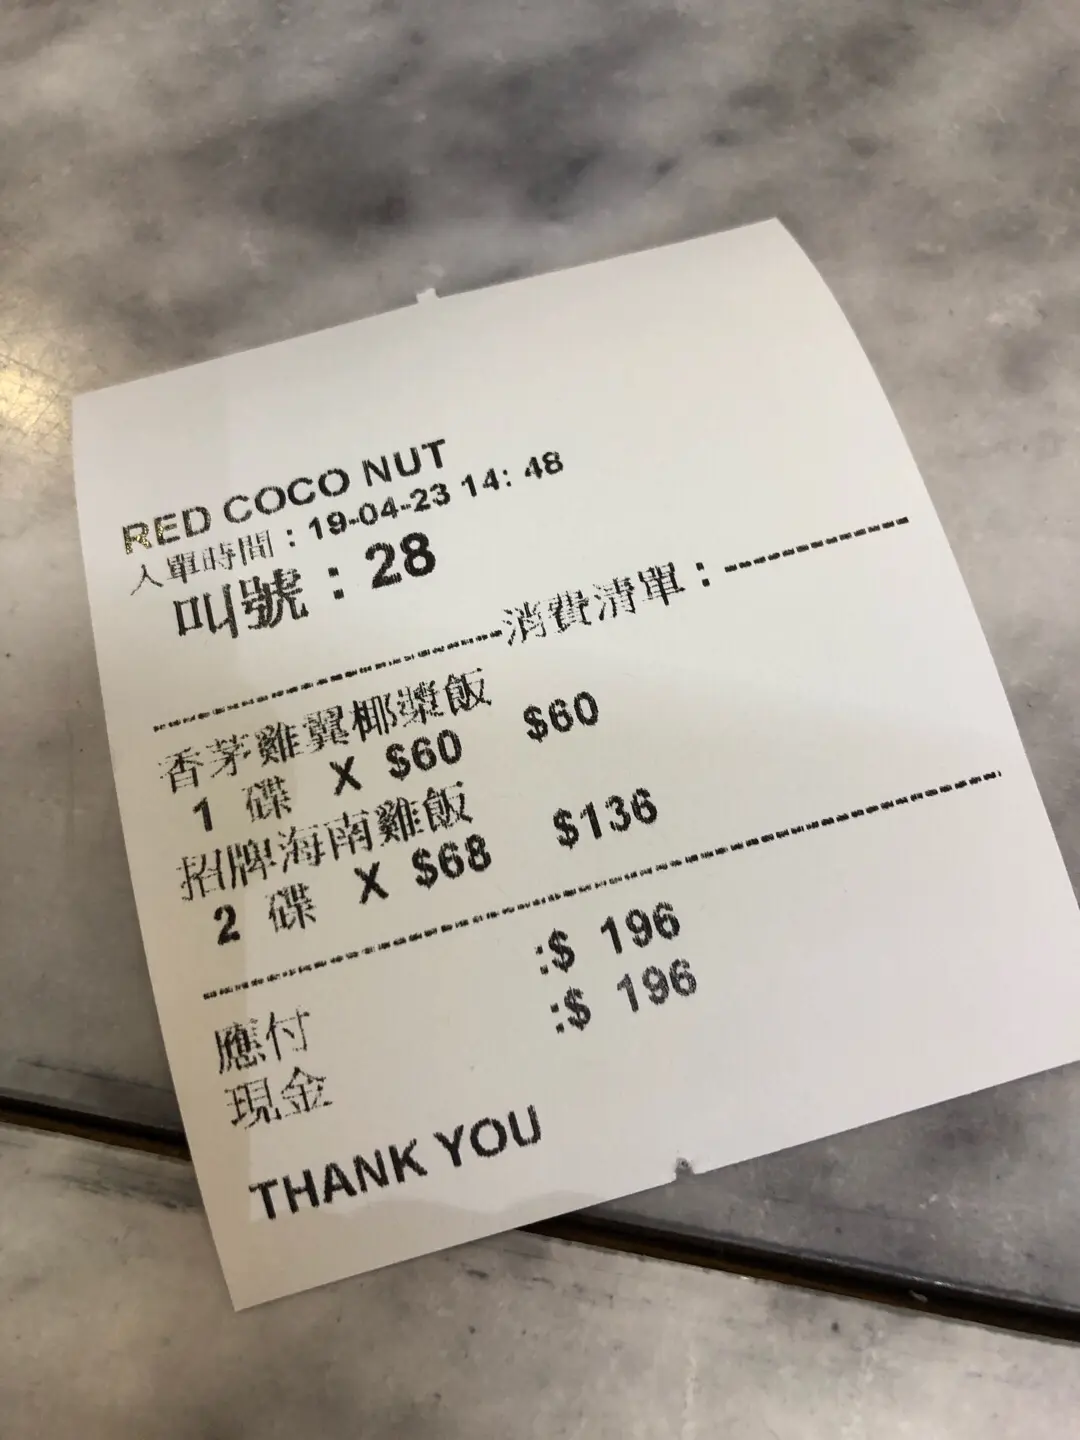 RED COCO NUT
入單時間：19-04-23 14: 48
叫號：28
--------------------消費清單：------------
香茅雞翼椰漿飯
1 碟 X $60 $60
招牌海南雞飯
2 碟 X $68 $136
--------------------------------------------
應付 :$ 196
現金 :$ 196
THANK YOU